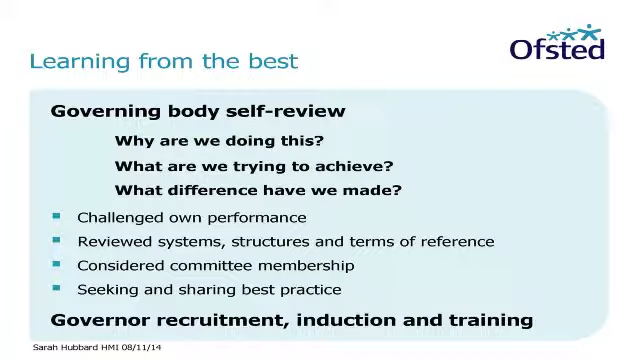 Ofsted
Learning from the best
Governing body self-review
Why are we doing this?
What are we trying to achieve?
What difference have we made?
Challenged own performance
Reviewed systems, structures and terms of reference
Considered committee membership
Seeking and sharing best practice
Governor recruitment, induction and training
Sarah Hubbard HMI 08/11/14